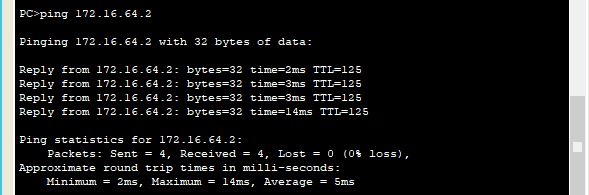 PC>ping 172.16.64.2
Pinging 172.16.64.2 with 32 bytes of data:
Reply from 172.16.64.2: bytes=32 time=2ms TTL=125
Reply from 172.16.64.2: bytes=32 time=3ms TTL=125
Reply from 172.16.64.2: bytes=32 time=3ms TTL=125
Reply from 172.16.64.2: bytes=32 time=14ms TTL=125
Ping statistics for 172.16.64.2:
Packets: Sent = 4, Received = 4, Lost = 0 (0% loss),
Approximate round trip times in milli-seconds:
Minimum = 2ms, Maximum = 14ms, Average = 5ms